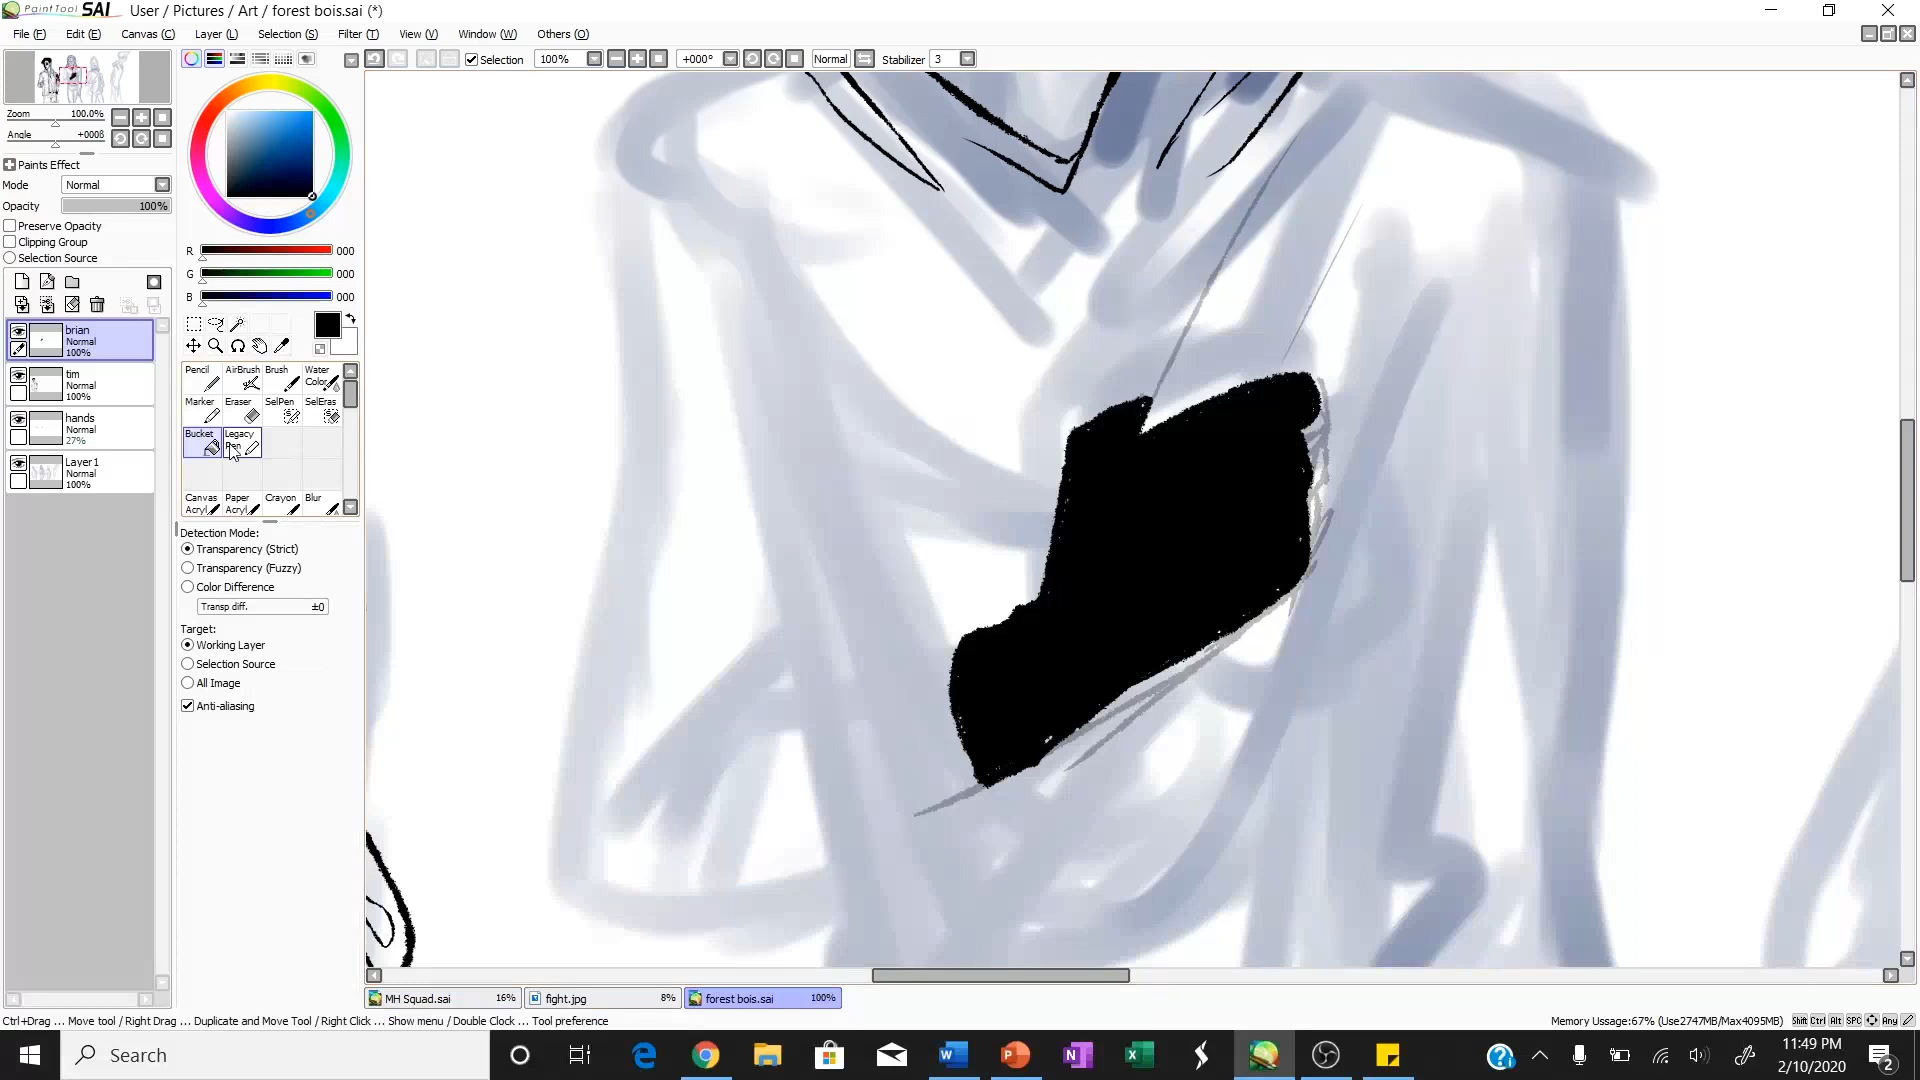 PaintTool SAI User / Pictures / Art / forest bois.sai (*)
File (F) Edit (E) Canvas (C) Layer (L) Selection (S) Filter (T) View (V) Window (W) Others (O)
Selection 100% +000° Normal Stabilizer 3
Zoom 100.0%
Angle +000ß
Paints Effect
Mode Normal
Opacity 100%
Preserve Opacity
Clipping Group
Selection Source
brian
Normal
100%
tim
Normal
100%
hands
Normal
27%
Layer1
Normal
100%
R 000
G 000
B 000
Pencil AirBrush Brush Water Color
Marker Eraser SelPen SelEras
Bucket Legacy Pen
Canvas Acryl Paper Acryl Crayon Blur
Detection Mode:
Transparency (Strict)
Transparency (Fuzzy)
Color Difference
Transp diff. ±0
Target:
Working Layer
Selection Source
All Image
Anti-aliasing
MH Squad.sai 16% fight.jpg 8% forest bois.sai 100%
Ctrl+Drag ... Move tool / Right Drag ... Duplicate and Move Tool / Right Click ... Show menu / Double Clock ... Tool preference
Memory Ussage:67% (Use2747MB/Max4095MB) Shift Ctrl Alt SPC Any
Search
11:49 PM
2/10/2020
2